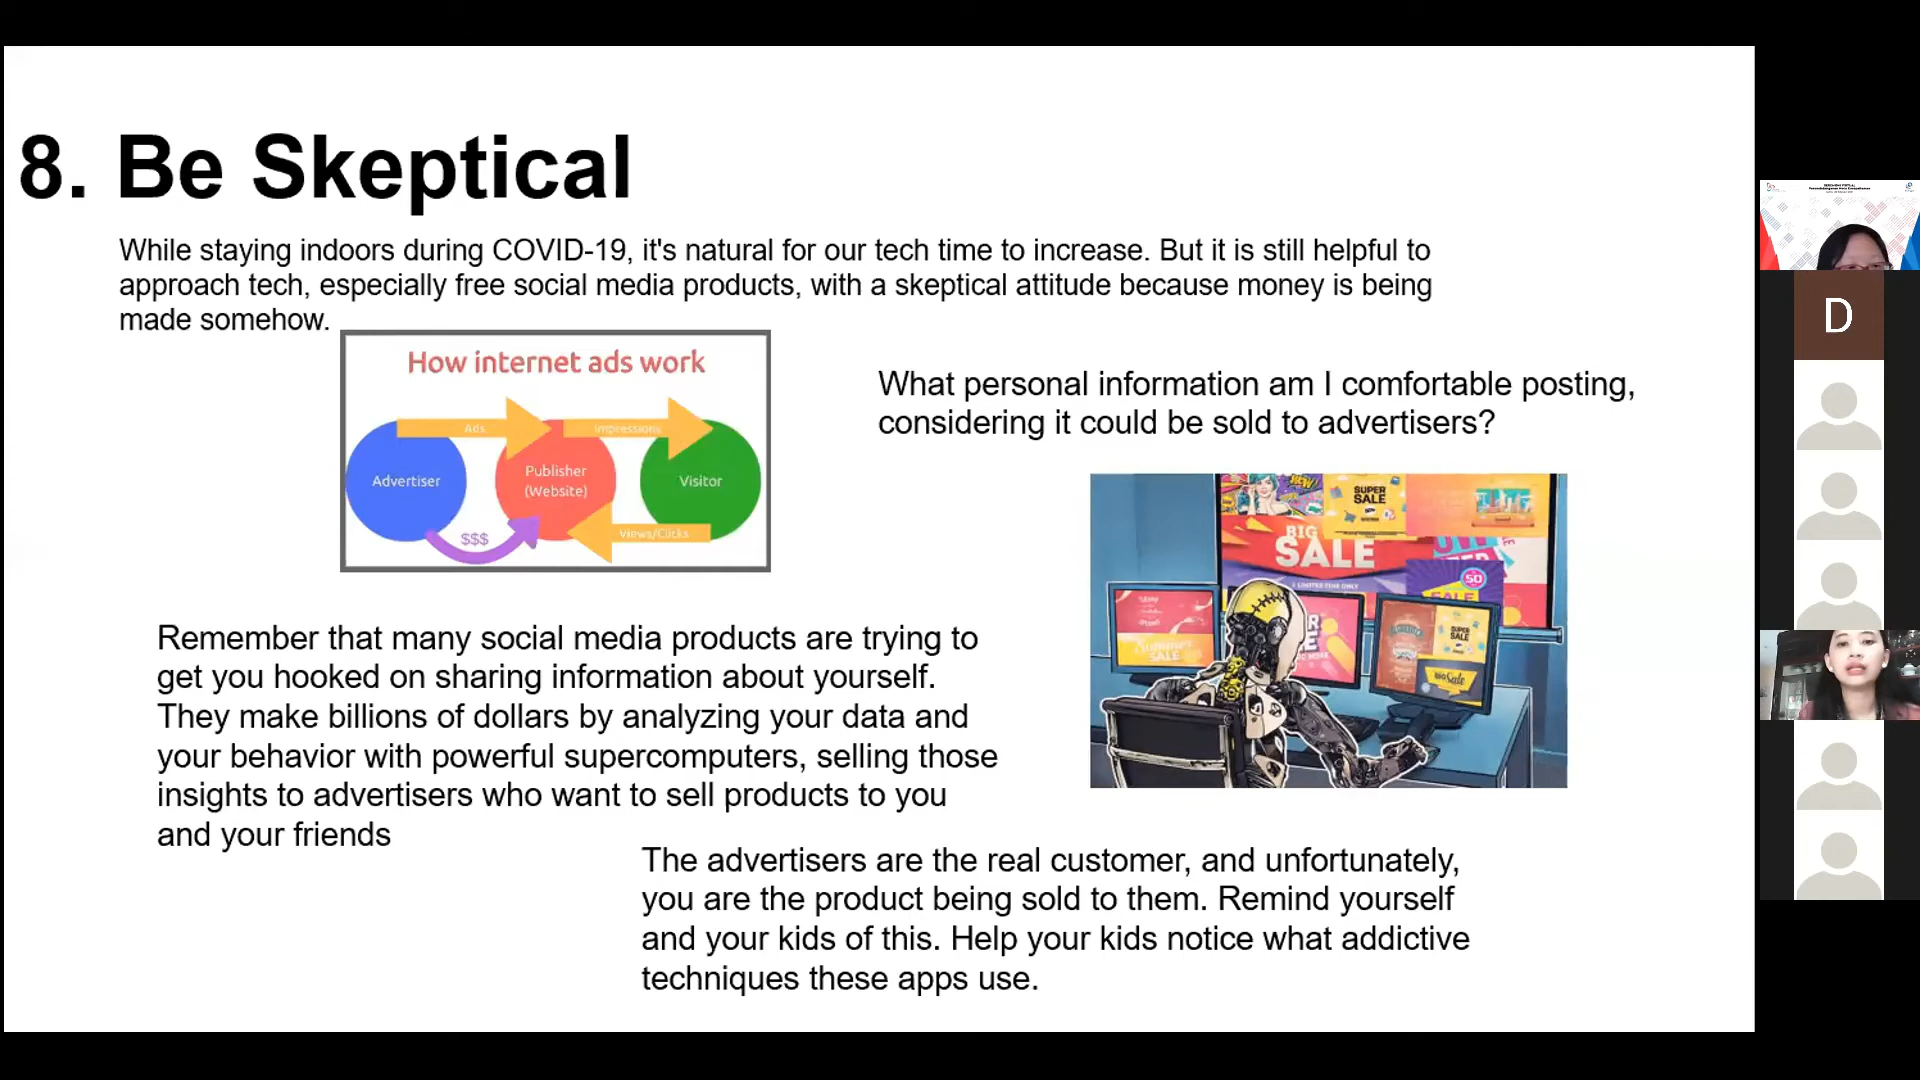 8. Be Skeptical
While staying indoors during COVID-19, it's natural for our tech time to increase. But it is still helpful to
approach tech, especially free social media products, with a skeptical attitude because money is being
made somehow.
How internet ads work
Ads
Impressions
Advertiser
Publisher
(Website)
Visitor
$$$
Views/Clicks
What personal information am I comfortable posting,
considering it could be sold to advertisers?
SUPER
SALE
BIG
SALE
50
SALE
SUPER
SALE
SALE
BIG Sale
Remember that many social media products are trying to
get you hooked on sharing information about yourself.
They make billions of dollars by analyzing your data and
your behavior with powerful supercomputers, selling those
insights to advertisers who want to sell products to you
and your friends
The advertisers are the real customer, and unfortunately,
you are the product being sold to them. Remind yourself
and your kids of this. Help your kids notice what addictive
techniques these apps use.
D